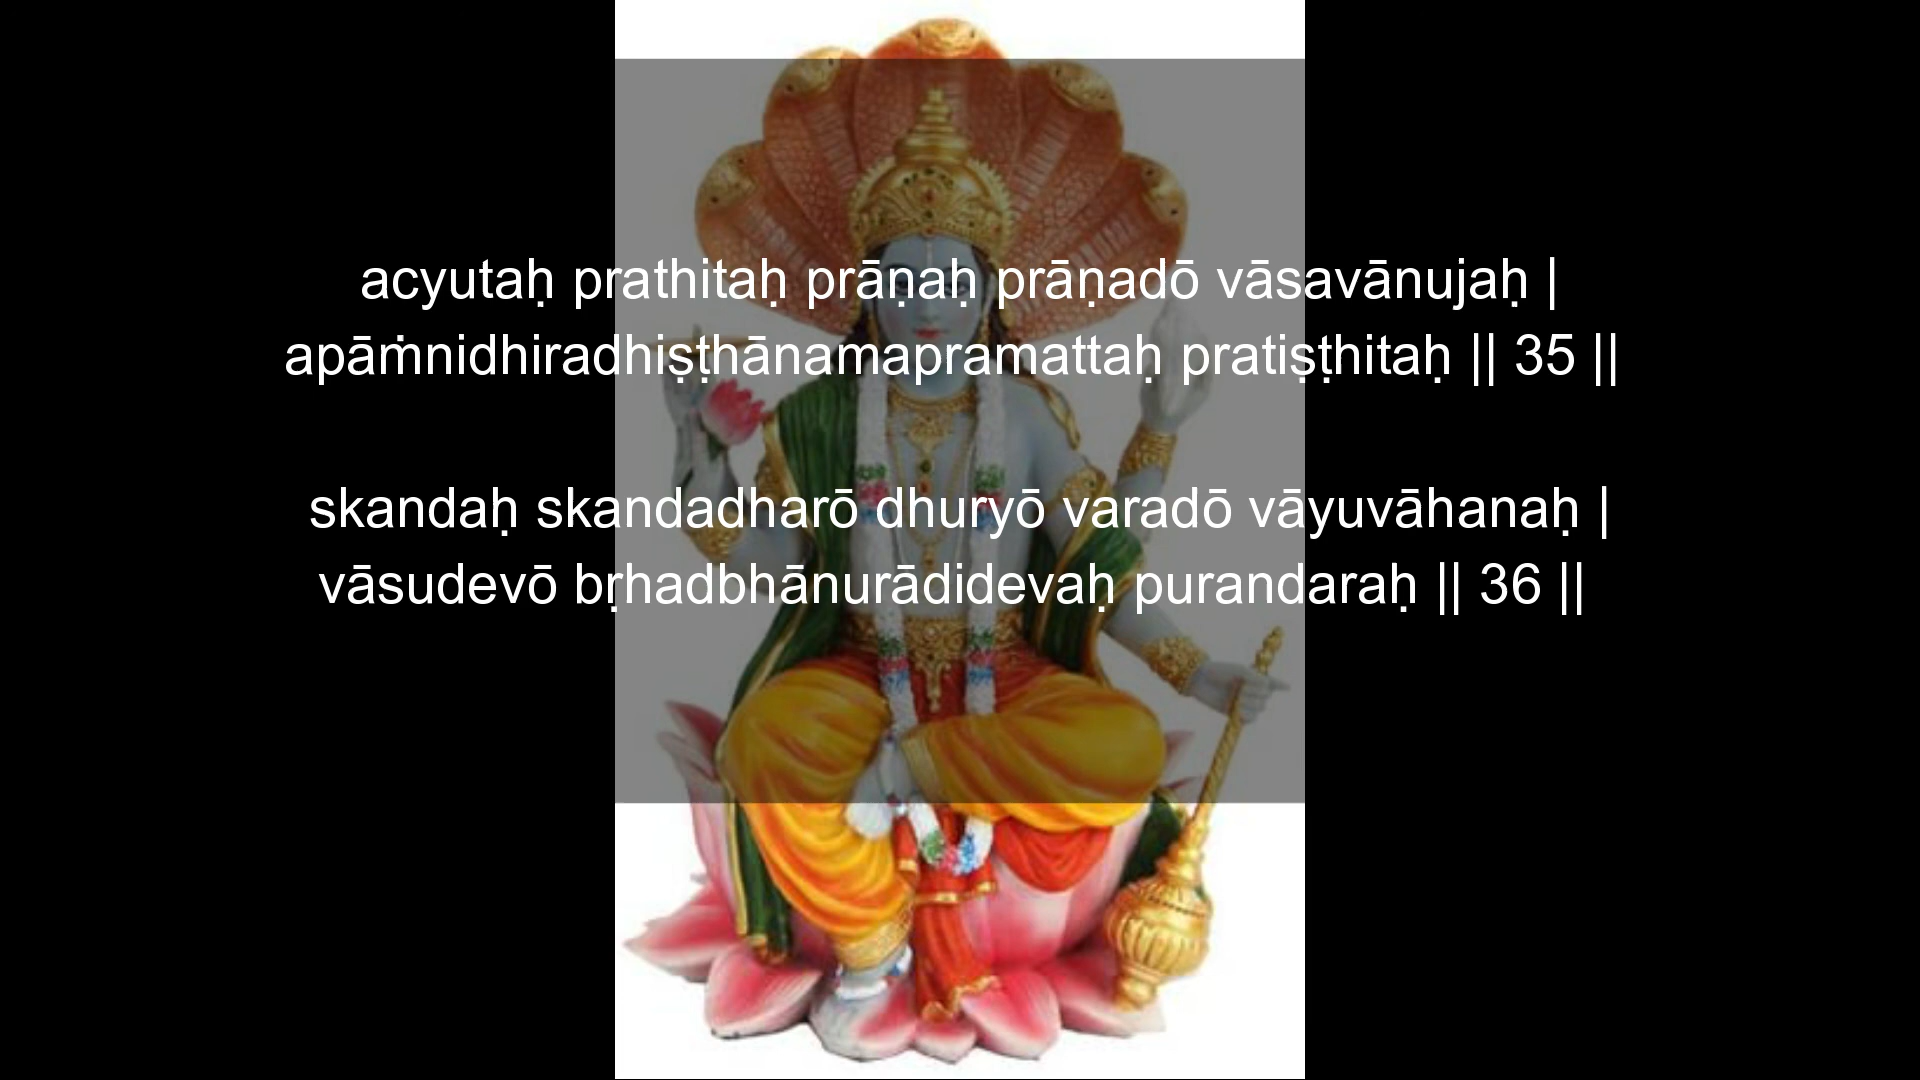 acyutaḥ prathitaḥ prāṇaḥ prāṇadō vāsavānujaḥ |
apāṁnidhiradhiṣṭhānamapramattaḥ pratiṣṭhitaḥ || 35 ||
skandaḥ skandadharō dhuryō varadō vāyuvāhanaḥ |
vāsudevō bṛhadbhānurādidevaḥ purandaraḥ || 36 ||